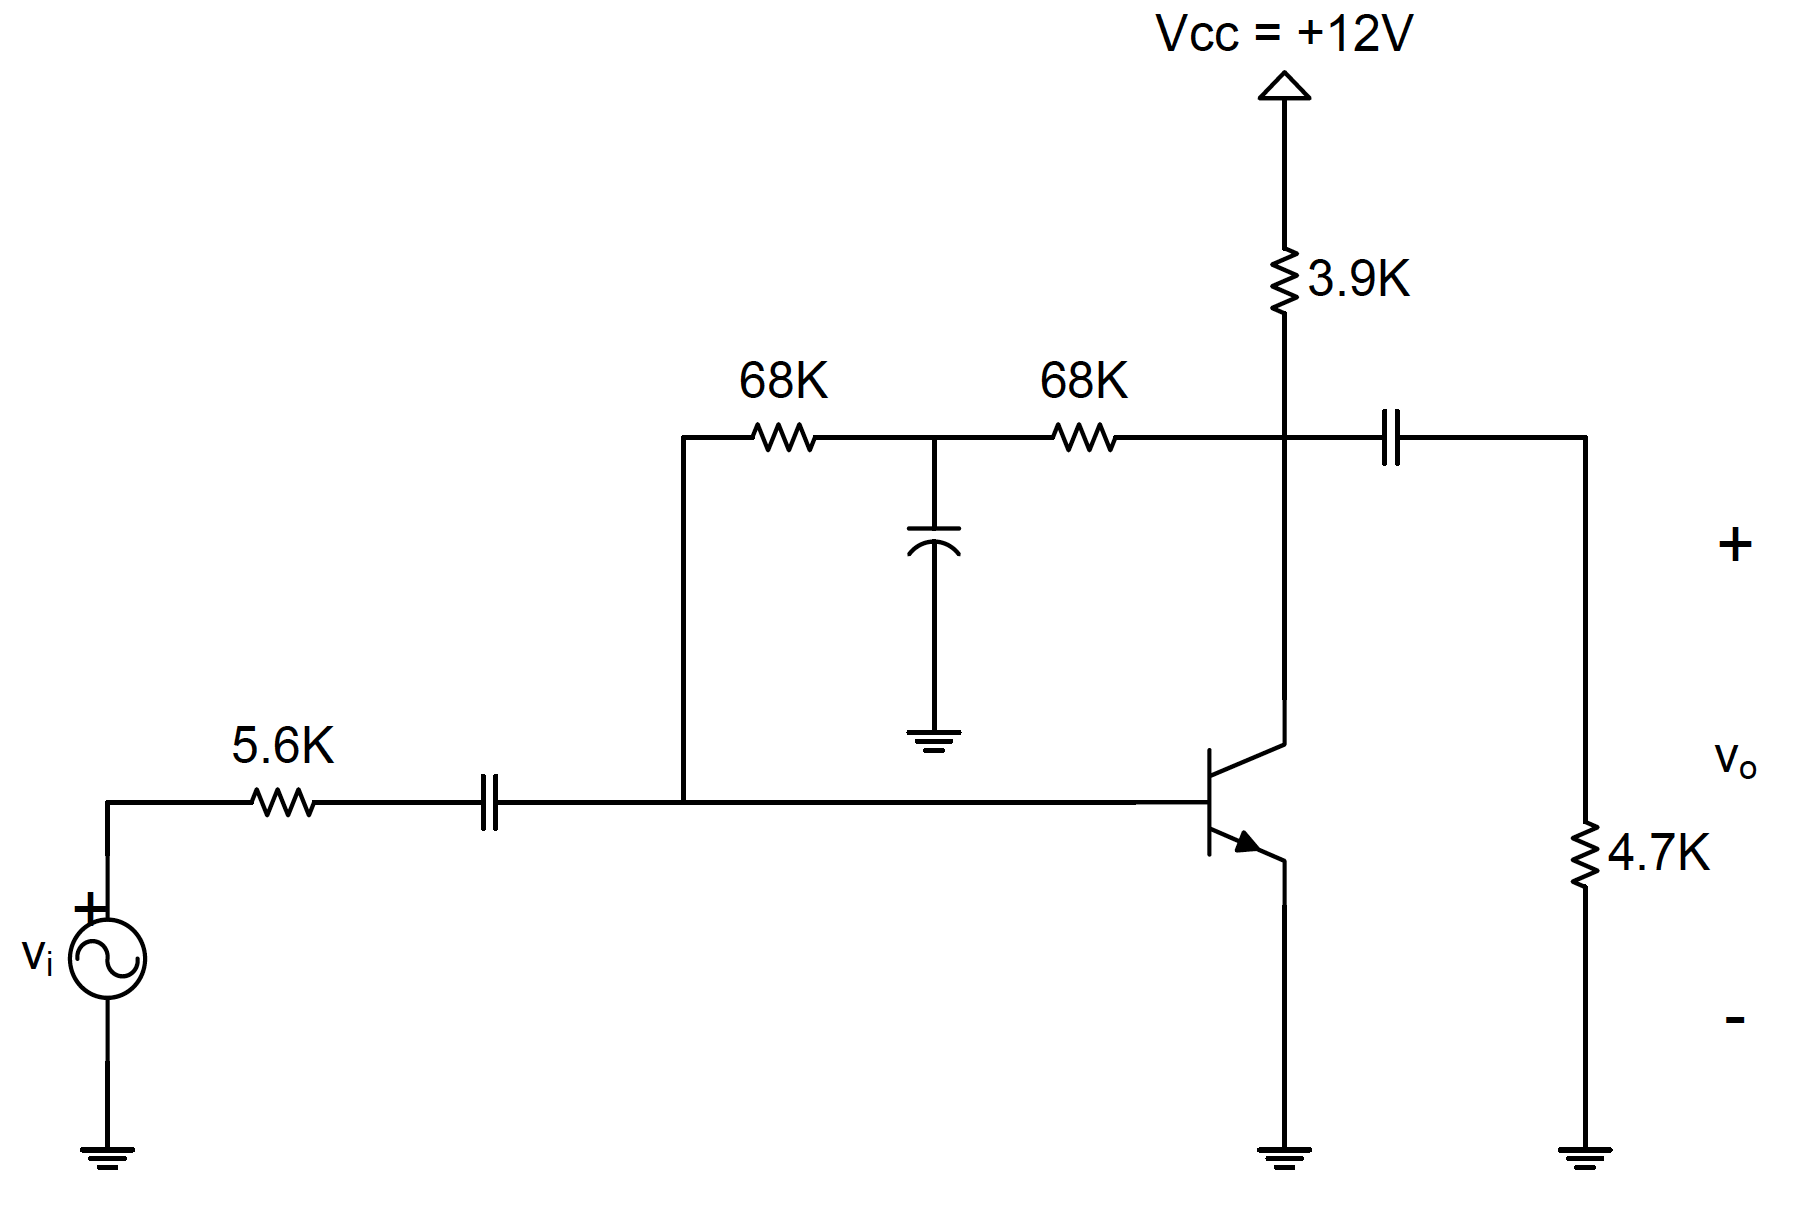 Vcc = +12V
3.9K
68K
68K
+
5.6K
vo
4.7K
+
vi
-